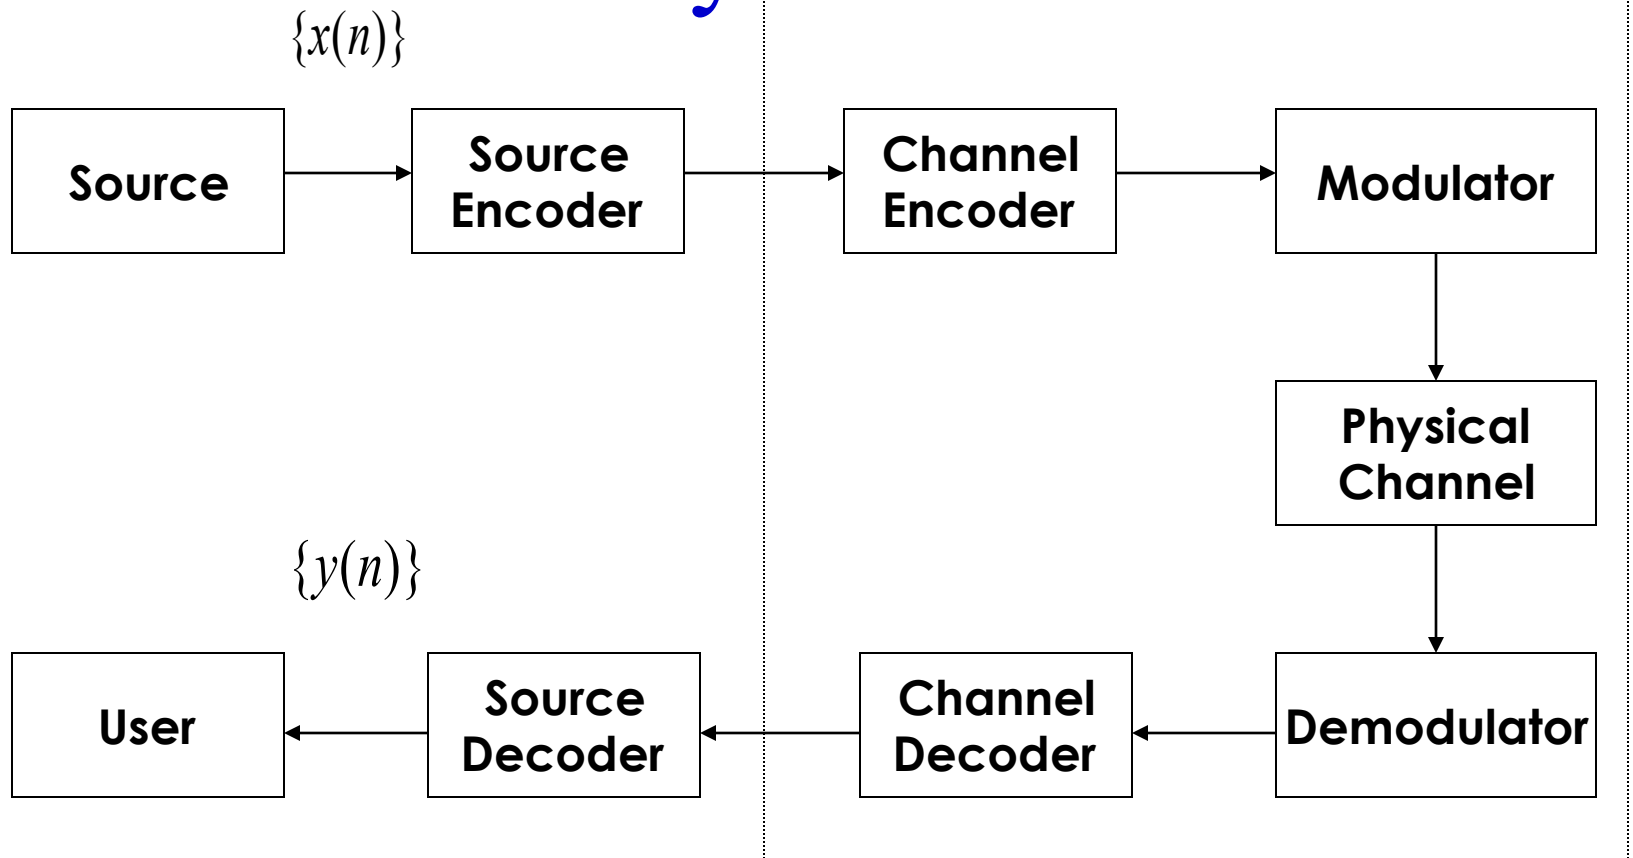 {x(n)}
Source
Source
Encoder
Channel
Encoder
Modulator
Physical
Channel
{y(n)}
User
Source
Decoder
Channel
Decoder
Demodulator